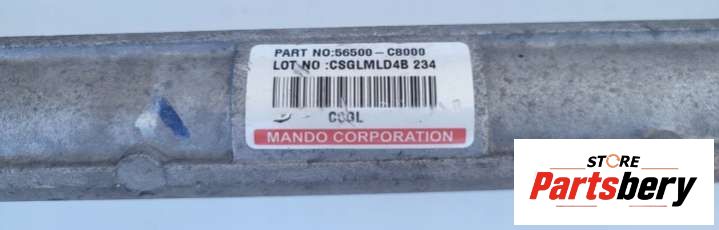 PART NO:56500-C8000
LOT NO :CSGLMLD4B 234
CSGL
MANDO CORPORATION
STORE
Partsbery